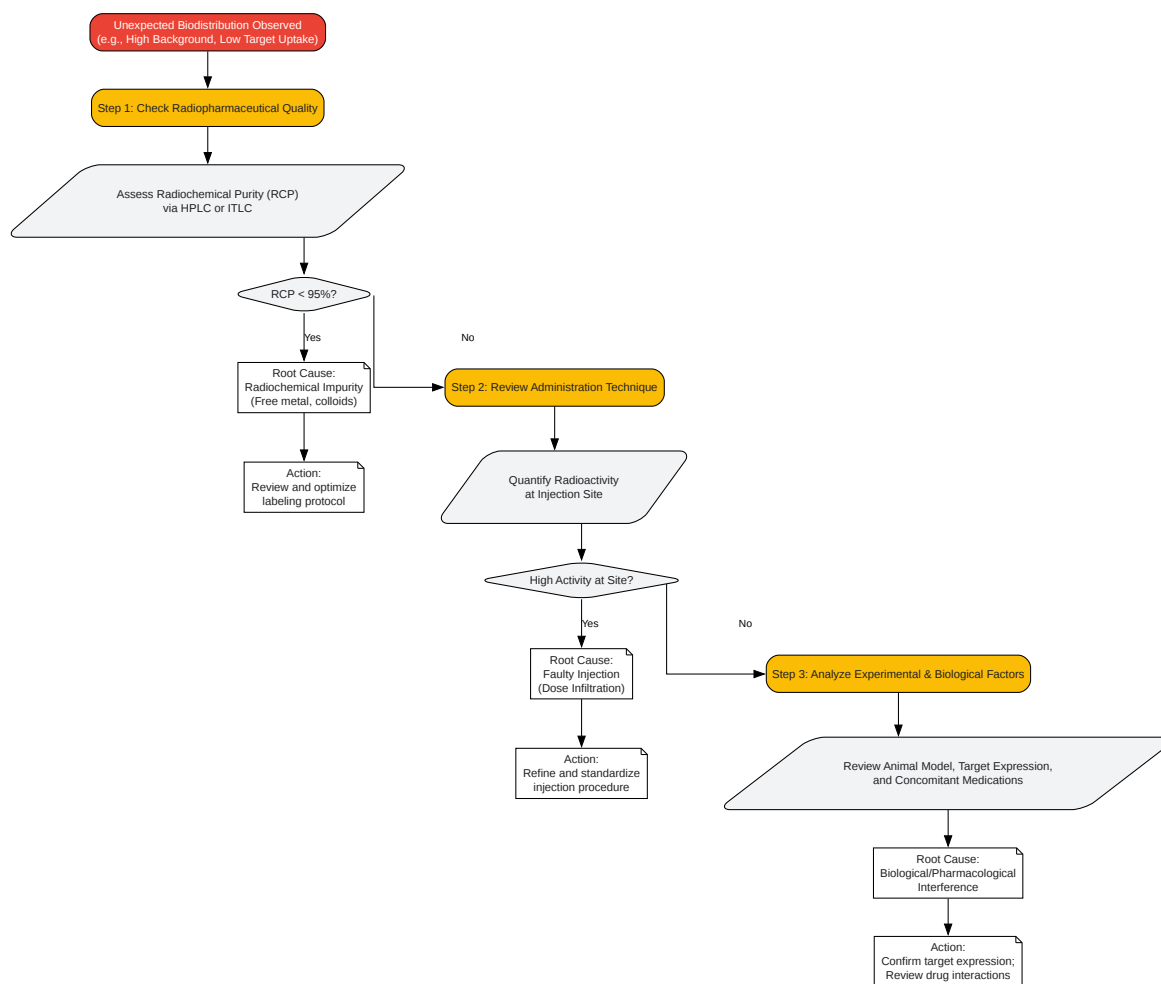 Unexpected Biodistribution Observed
(e.g., High Background, Low Target Uptake)
Step 1: Check Radiopharmaceutical Quality
Assess Radiochemical Purity (RCP)
via HPLC or ITLC
RCP < 95%?
Yes
No
Root Cause:
Radiochemical Impurity
(Free metal, colloids)
Step 2: Review Administration Technique
Action:
Review and optimize
labeling protocol
Quantify Radioactivity
at Injection Site
High Activity at Site?
Yes
No
Root Cause:
Faulty Injection
(Dose Infiltration)
Step 3: Analyze Experimental & Biological Factors
Action:
Refine and standardize
injection procedure
Review Animal Model, Target Expression,
and Concomitant Medications
Root Cause:
Biological/Pharmacological
Interference
Action:
Confirm target expression;
Review drug interactions